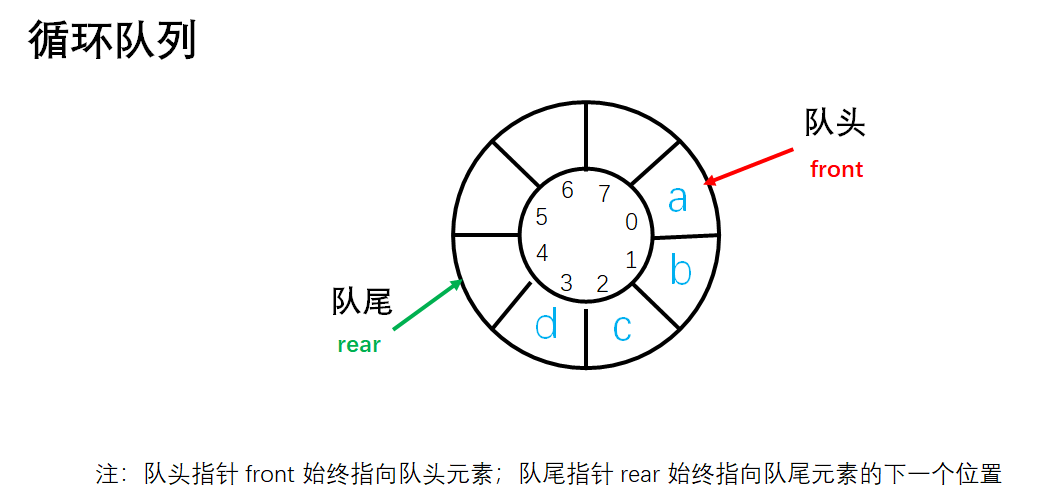 循环队列
队头
front
a
b
c
d
0
1
2
3
4
5
6
7
队尾
rear
注：队头指针 front 始终指向队头元素；队尾指针 rear 始终指向队尾元素的下一个位置